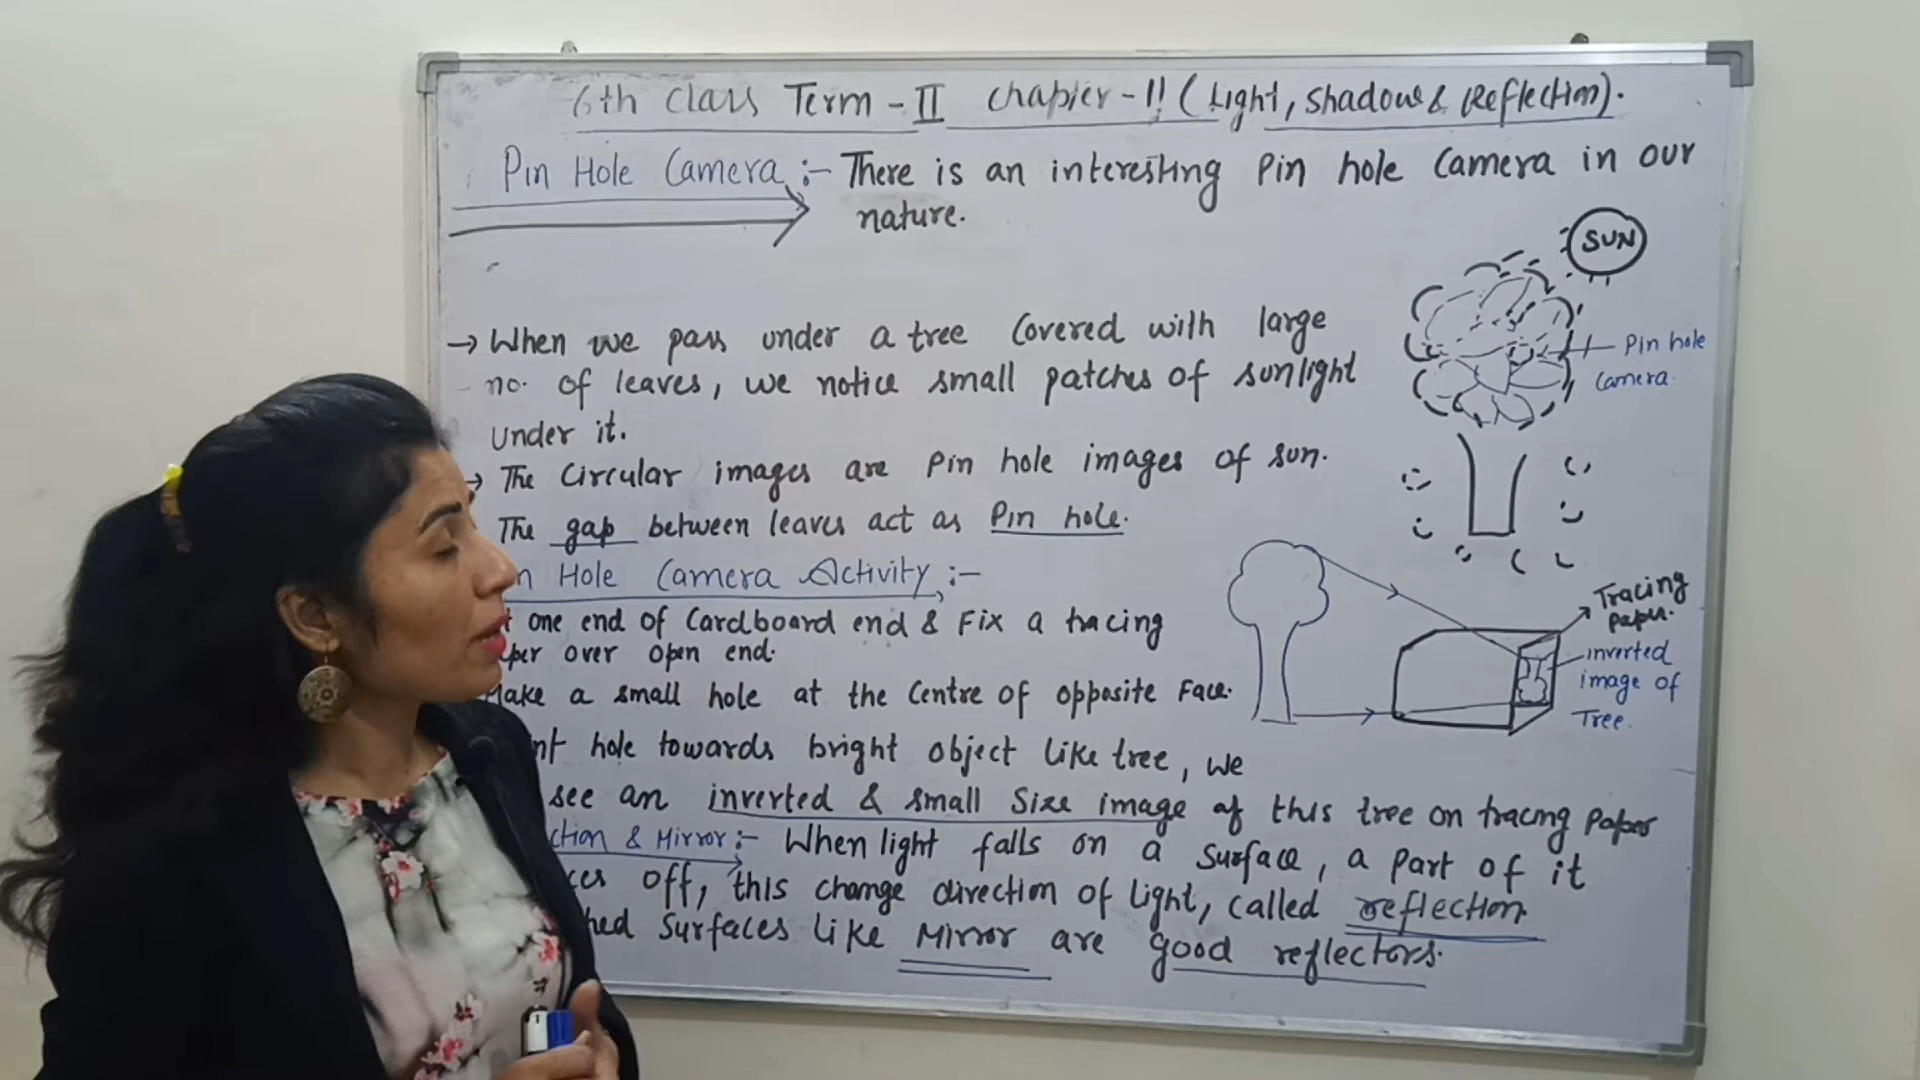 6th Class Term - II Chapter - 11 (Light, Shadows & Reflection).
Pin Hole Camera :- There is an interesting Pin hole Camera in our
nature.
SUN
→ When we pass under a tree Covered with large
no. of leaves, we notice small patches of sunlight
under it.
Pin hole
Camera.
→ The Circular images are Pin hole images of sun.
The gap between leaves act as Pin hole.
Hole Camera Activity :-
one end of Cardboard end & Fix a tracing
over open end.
Make a small hole at the Centre of opposite Face.
Tracing
Paper.
inverted
image of
Tree.
hole towards bright object like tree, we
see an inverted & small Size image of this tree on tracing Paper
& Mirror :- When light falls on a Surface, a Part of it
off, this change direction of light, called reflection.
Surfaces like Mirror are good reflectors.